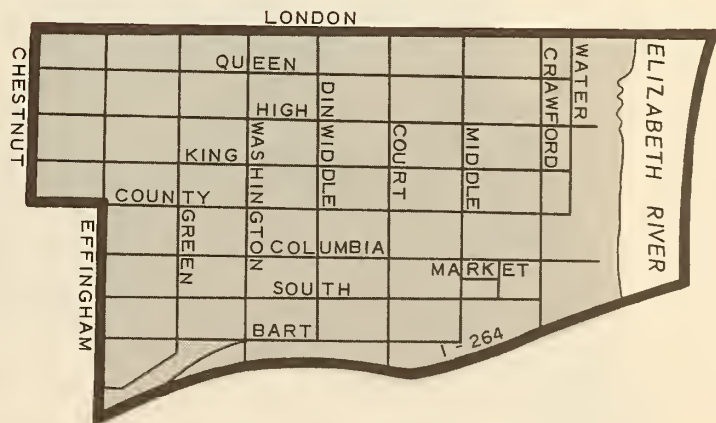 LONDON
CHESTNUT
QUEEN
CRAWFORD
WATER
ELIZABETH RIVER
HIGH
DINWIDDIE
WASHINGTON
COURT
MIDDLE
KING
COUNTY
GREEN
EFFINGHAM
COLUMBIA
MARKET
SOUTH
BART
I-264